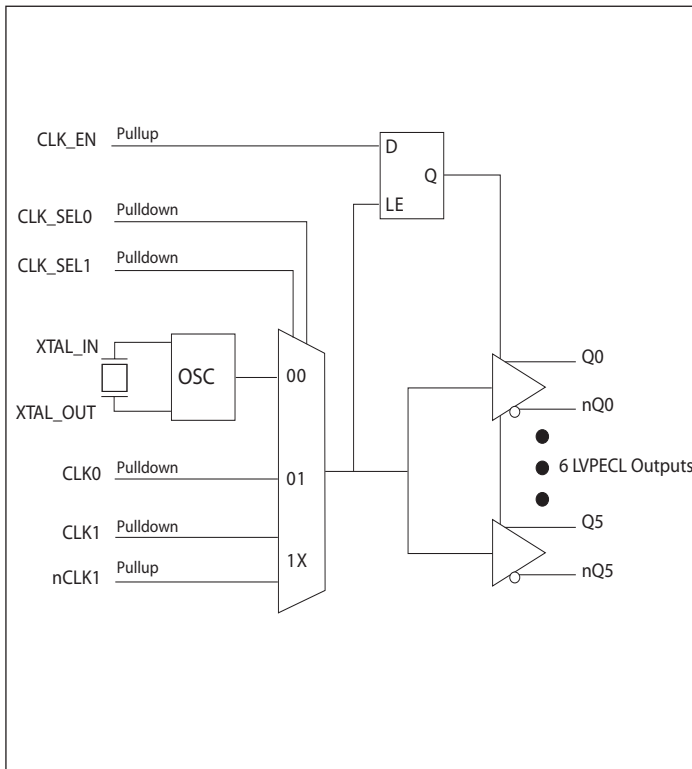 CLK_EN Pullup
D
Q
LE
CLK_SEL0 Pulldown
CLK_SEL1 Pulldown
XTAL_IN
OSC
XTAL_OUT
00
01
1X
CLK0 Pulldown
CLK1 Pulldown
nCLK1 Pullup
Q0
nQ0
6 LVPECL Outputs
Q5
nQ5